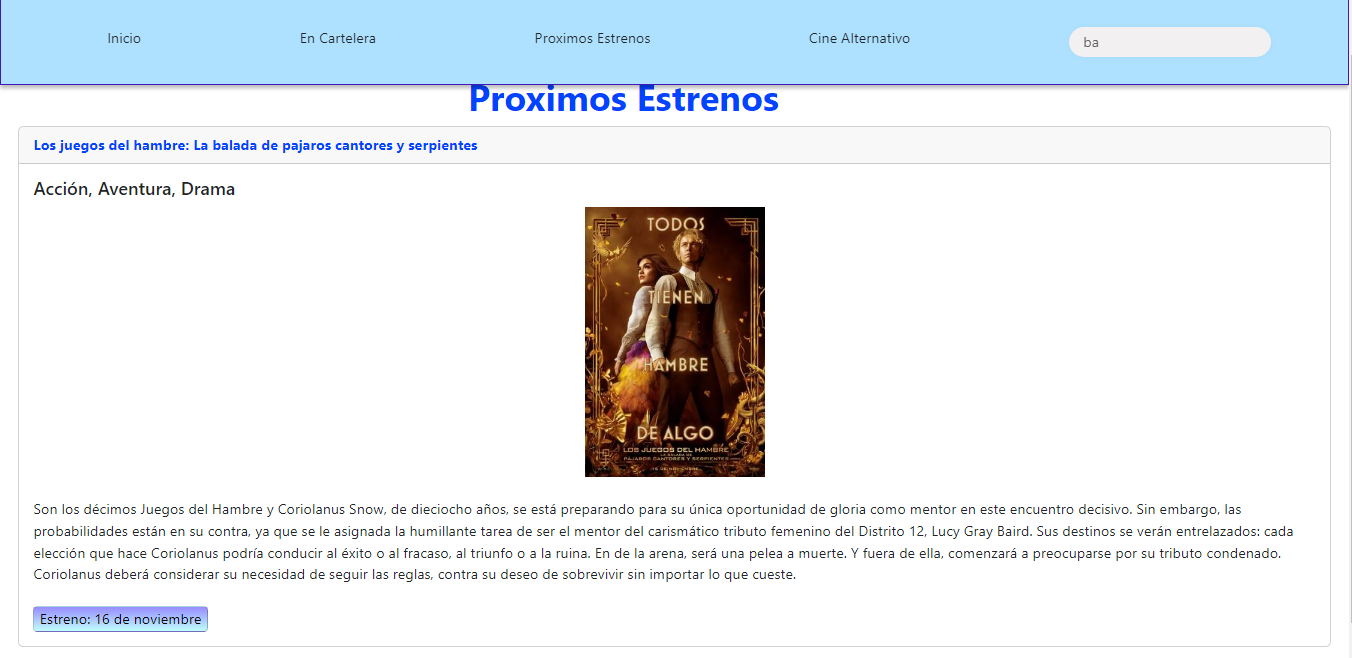 Inicio
En Cartelera
Proximos Estrenos
Cine Alternativo
ba
Proximos Estrenos
Los juegos del hambre: La balada de pajaros cantores y serpientes
Acción, Aventura, Drama
TODOS
TIENEN
HAMBRE
DE ALGO
LOS JUEGOS DEL HAMBRE
LA BALADA DE
PAJAROS CANTORES Y SERPIENTES
16 DE NOVIEMBRE
Son los décimos Juegos del Hambre y Coriolanus Snow, de dieciocho años, se está preparando para su única oportunidad de gloria como mentor en este encuentro decisivo. Sin embargo, las
probabilidades están en su contra, ya que se le asignada la humillante tarea de ser el mentor del carismático tributo femenino del Distrito 12, Lucy Gray Baird. Sus destinos se verán entrelazados: cada
elección que hace Coriolanus podría conducir al éxito o al fracaso, al triunfo o a la ruina. En de la arena, será una pelea a muerte. Y fuera de ella, comenzará a preocuparse por su tributo condenado.
Coriolanus deberá considerar su necesidad de seguir las reglas, contra su deseo de sobrevivir sin importar lo que cueste.
Estreno: 16 de noviembre